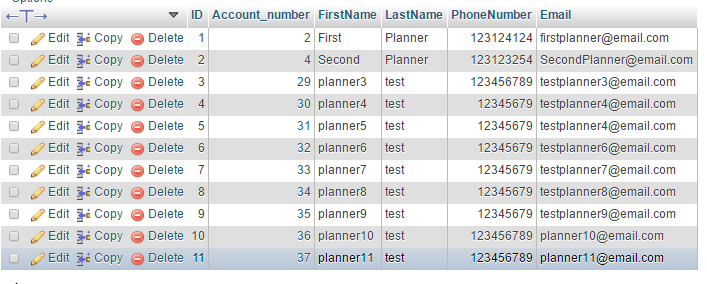 Options
ID Account_number FirstName LastName PhoneNumber Email
Edit Copy Delete 1 2 First Planner 123124124 firstplanner@email.com
Edit Copy Delete 2 4 Second Planner 123123254 SecondPlanner@email.com
Edit Copy Delete 3 29 planner3 test 123456789 testplanner3@email.com
Edit Copy Delete 4 30 planner4 test 12345679 testplanner4@email.com
Edit Copy Delete 5 31 planner5 test 12345679 testplanner4@email.com
Edit Copy Delete 6 32 planner6 test 12345679 testplanner6@email.com
Edit Copy Delete 7 33 planner7 test 12345679 testplanner7@email.com
Edit Copy Delete 8 34 planner8 test 12345679 testplanner8@email.com
Edit Copy Delete 9 35 planner9 test 12345679 testplanner9@email.com
Edit Copy Delete 10 36 planner10 test 123456789 planner10@email.com
Edit Copy Delete 11 37 planner11 test 123456789 planner11@email.com